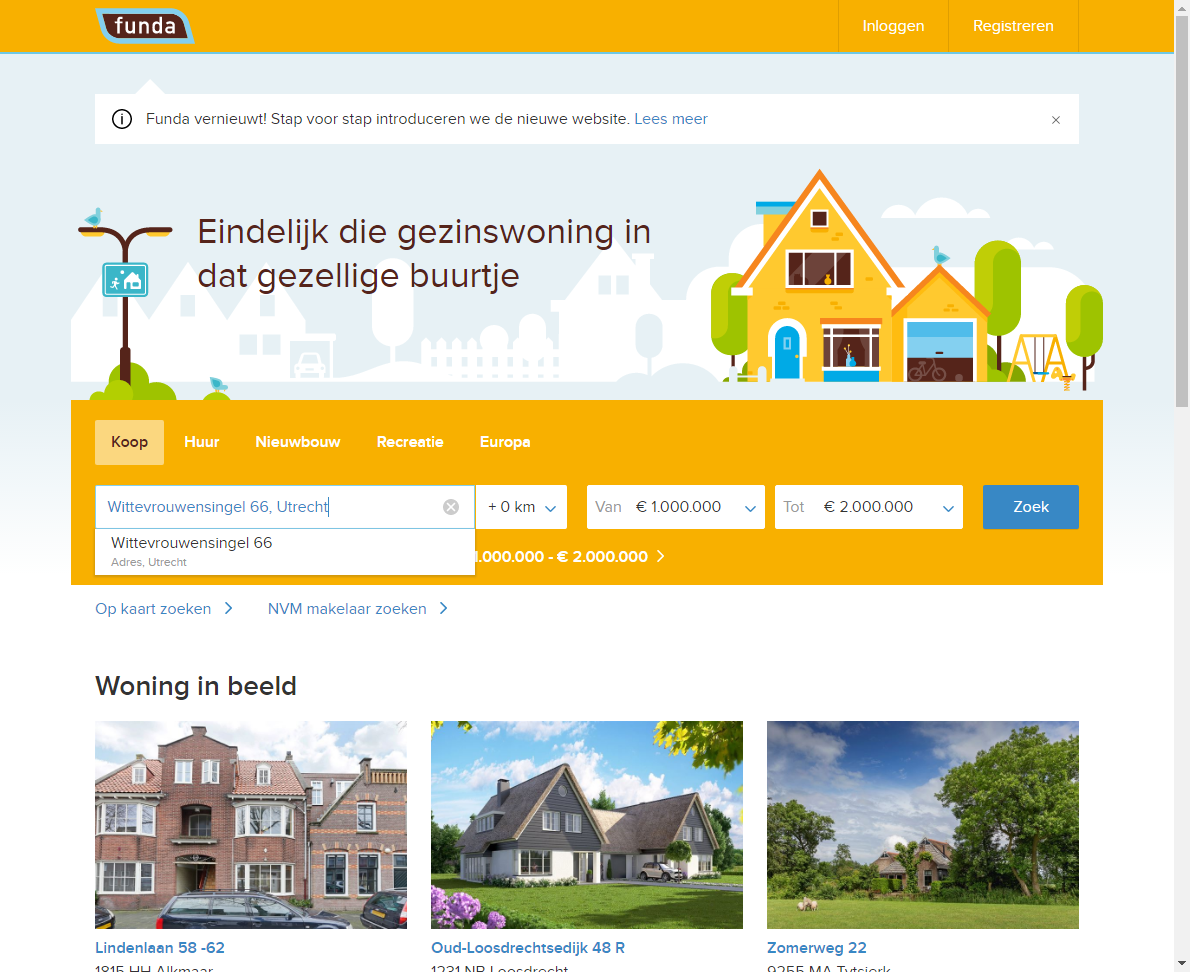 funda
Inloggen
Registreren
Funda vernieuwt! Stap voor stap introduceren we de nieuwe website. Lees meer
Eindelijk die gezinswoning in
dat gezellige buurtje
Koop
Huur
Nieuwbouw
Recreatie
Europa
Wittevrouwensingel 66, Utrecht
+ 0 km
Van € 1.000.000
Tot € 2.000.000
Zoek
Wittevrouwensingel 66
Adres, Utrecht
1.000.000 - € 2.000.000
Op kaart zoeken
NVM makelaar zoeken
Woning in beeld
Lindenlaan 58 -62
Oud-Loosdrechtsedijk 48 R
Zomerweg 22
1815 HH Alkmaar
1231 NR Loosdrecht
9255 MA Tytsjerk